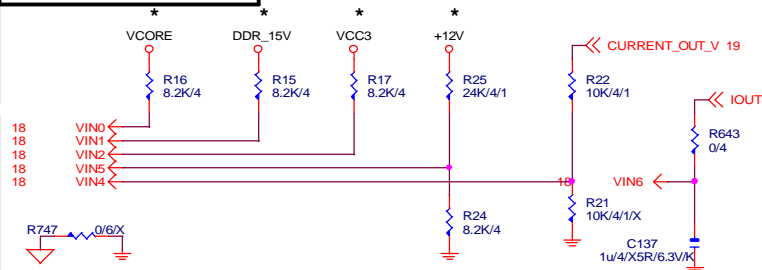 * * * *
VCORE DDR_15V VCC3 +12V
CURRENT_OUT_V 19
R16
8.2K/4
R15
8.2K/4
R17
8.2K/4
R25
24K/4/1
R22
10K/4/1
IOUT
R643
0/4
18 VIN0
18 VIN1
18 VIN2
18 VIN5
18 VIN4
18 VIN6
R24
8.2K/4
R21
10K/4/1/X
R747 0/6/X
C137
1u/4/X5R/6.3V/K